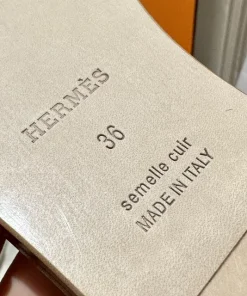 HERMÈS
36
semelle cuir
MADE IN ITALY